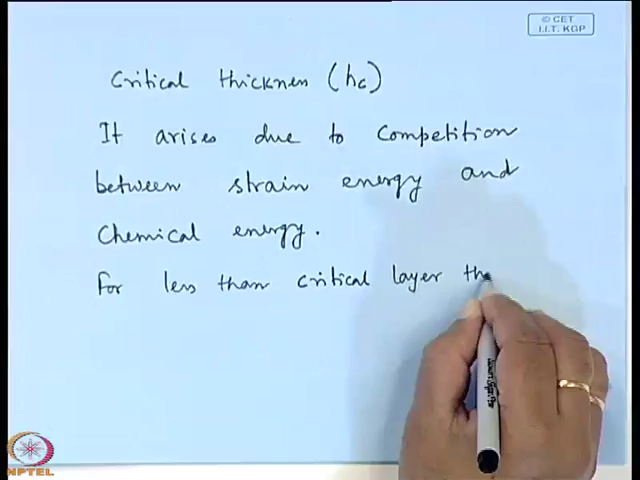 © CET
I.I.T. KGP
Critical thickness (hc)
It arises due to competition
between strain energy and
chemical energy.
For less than critical layer th
NPTEL